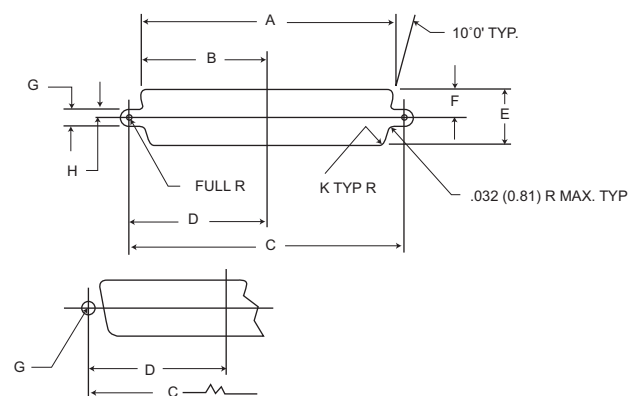 A
10°0' TYP.
B
G
F
E
H
FULL R
K TYP R
.032 (0.81) R MAX. TYP
D
C
G
D
C